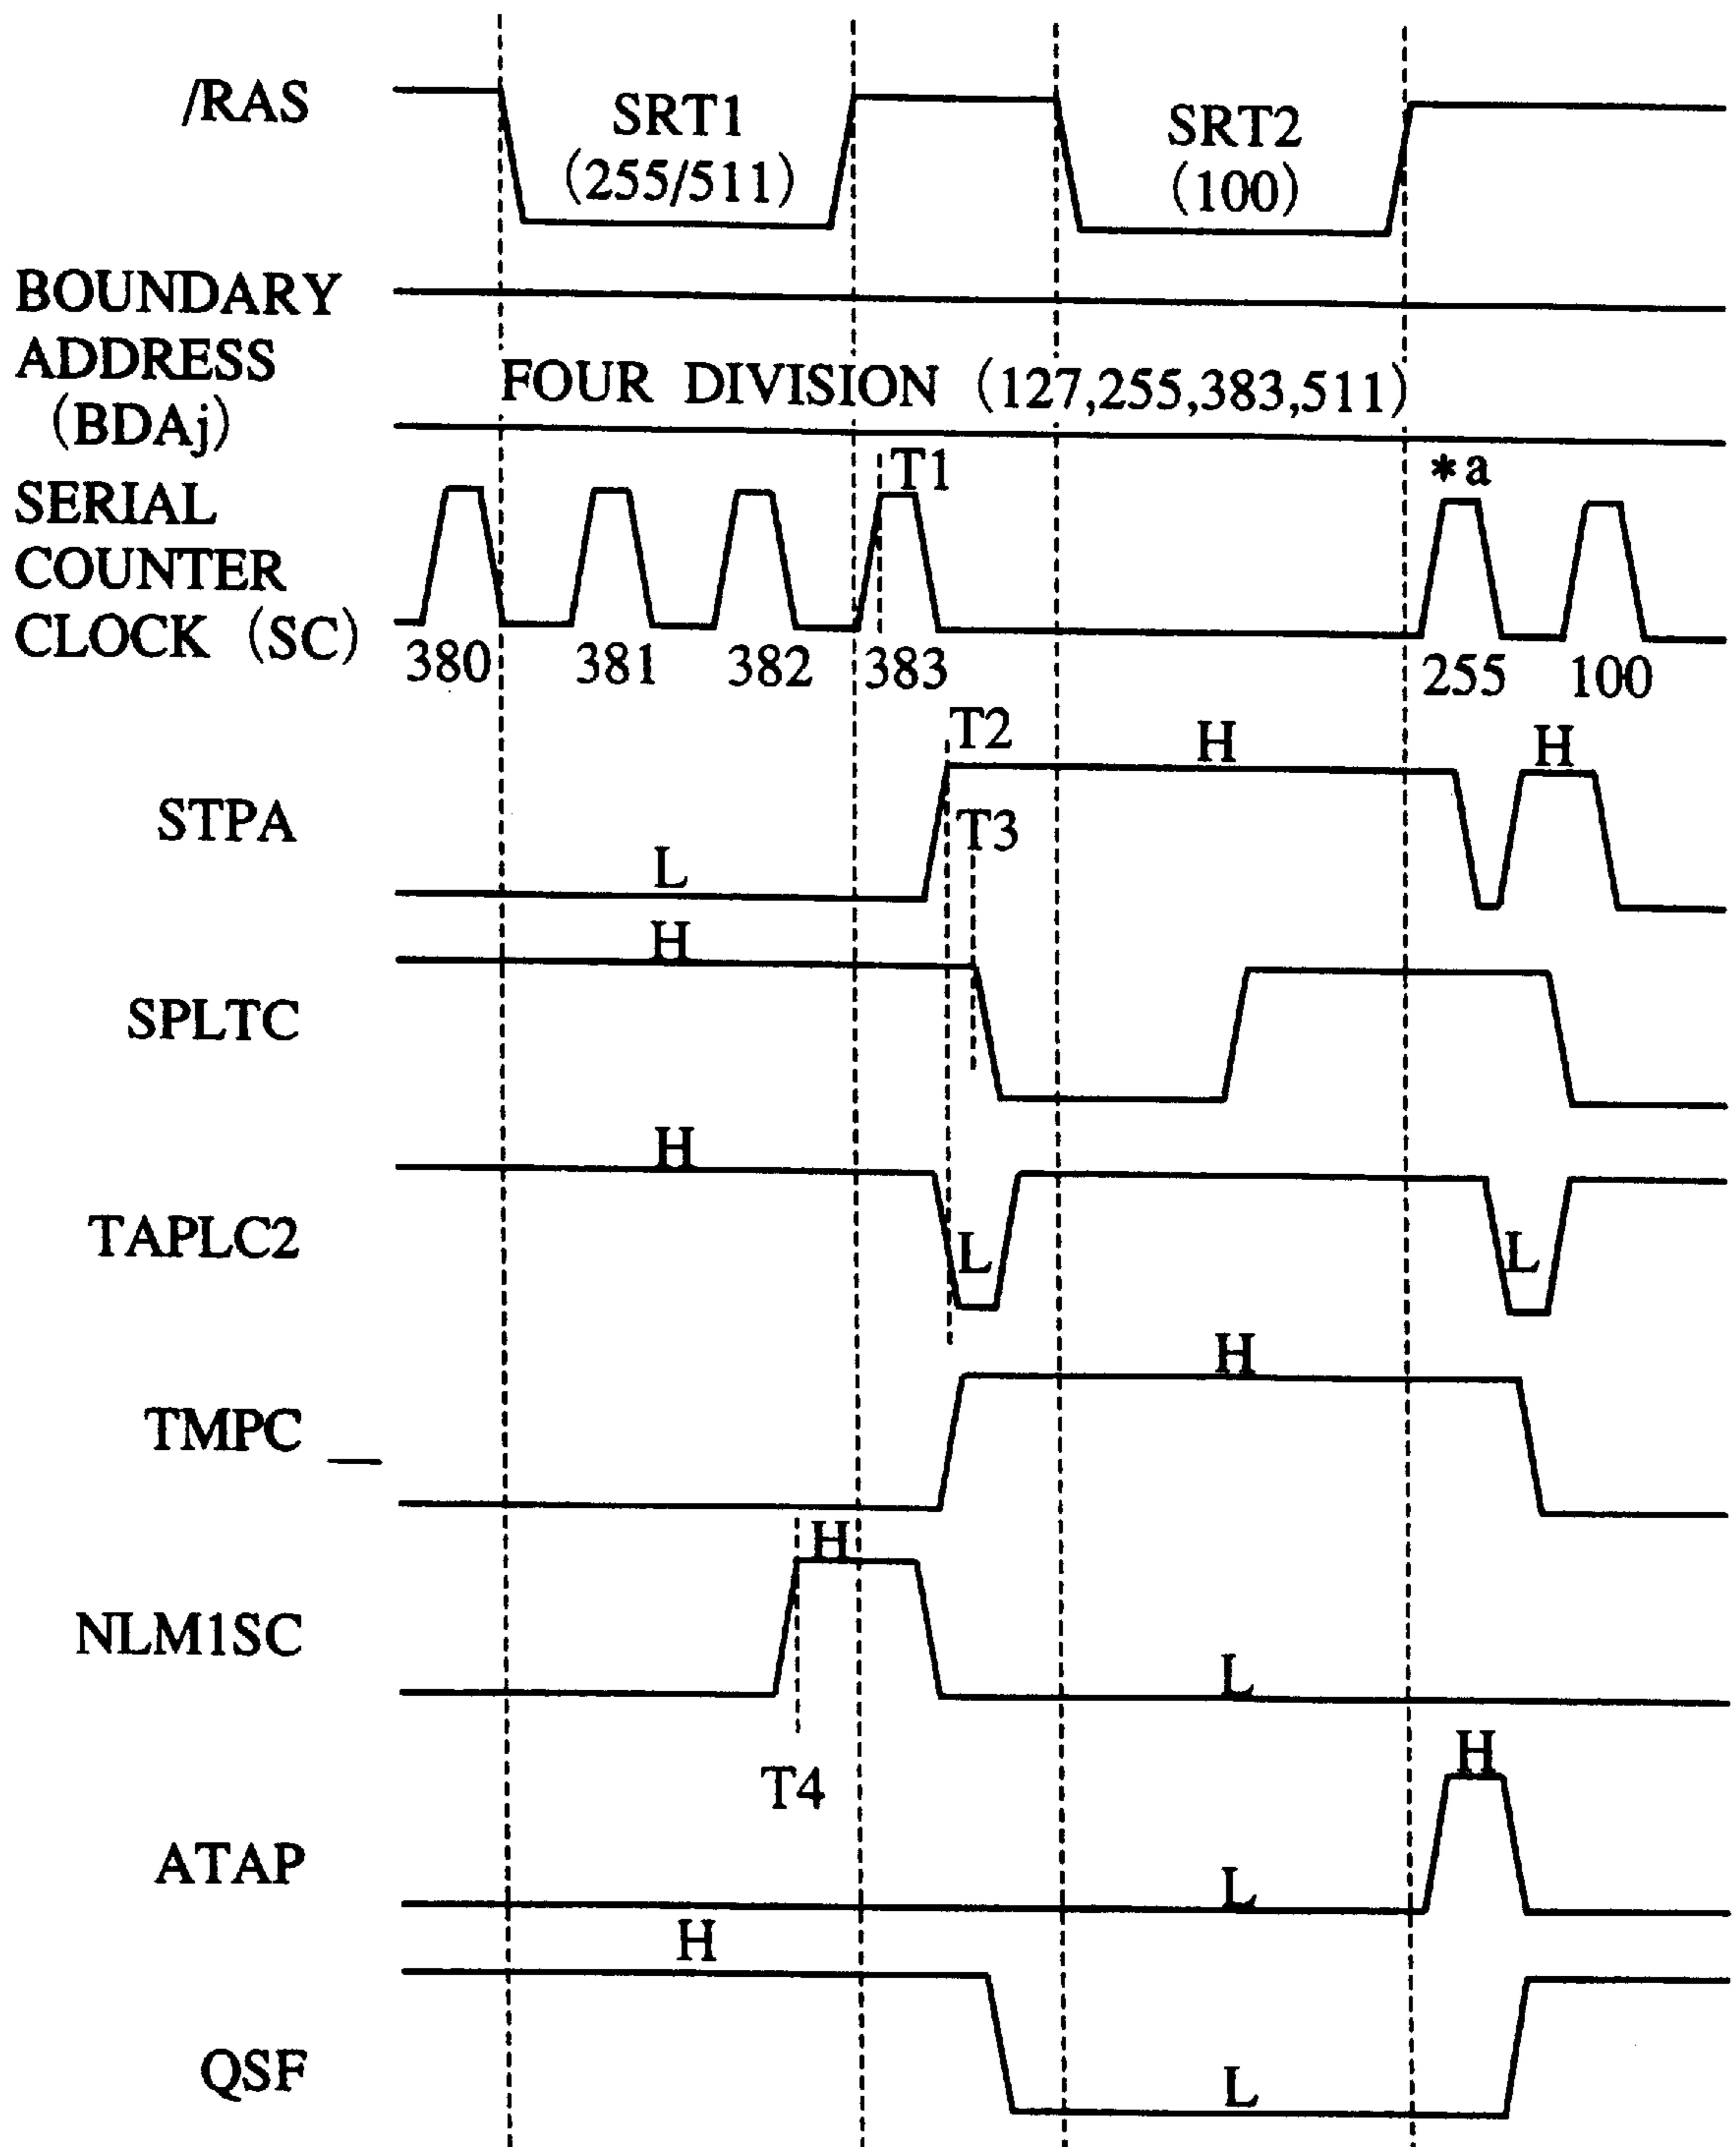 /RAS
SRT1
(255/511)
SRT2
(100)
BOUNDARY
ADDRESS
(BDAj)
FOUR DIVISION (127,255,383,511)
SERIAL
COUNTER
CLOCK (SC)
T1
*a
380 381 382 383 255 100
T2
H H
STPA
T3
L
H
SPLTC
H
TAPLC2
L L
H
TMPC
H
NLM1SC
L
T4
H
ATAP
L
H
QSF
L